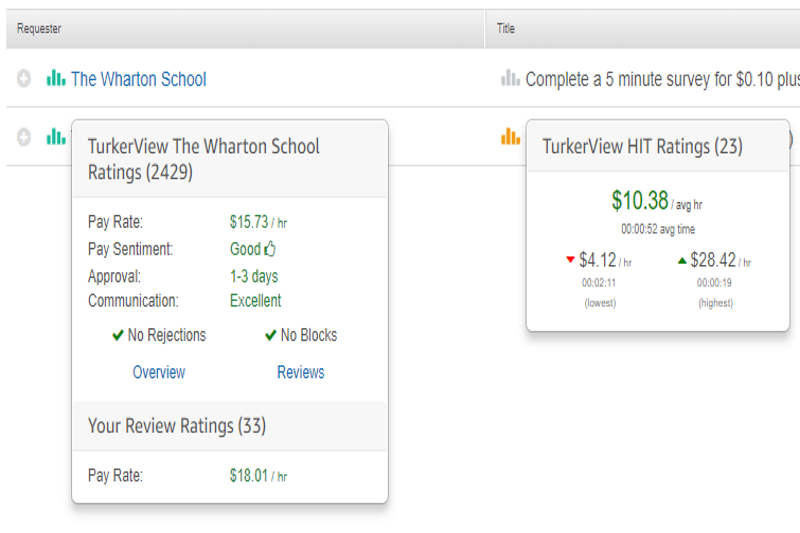 Requester
Title
The Wharton School
Complete a 5 minute survey for $0.10 plus
TurkerView The Wharton School
Ratings (2429)
Pay Rate: $15.73 / hr
Pay Sentiment: Good
Approval: 1-3 days
Communication: Excellent
No Rejections No Blocks
Overview Reviews
Your Review Ratings (33)
Pay Rate: $18.01 / hr
TurkerView HIT Ratings (23)
)
$10.38 / avg hr
00:00:52 avg time
$4.12 / hr $28.42 / hr
00:02:11 00:00:19
(lowest) (highest)